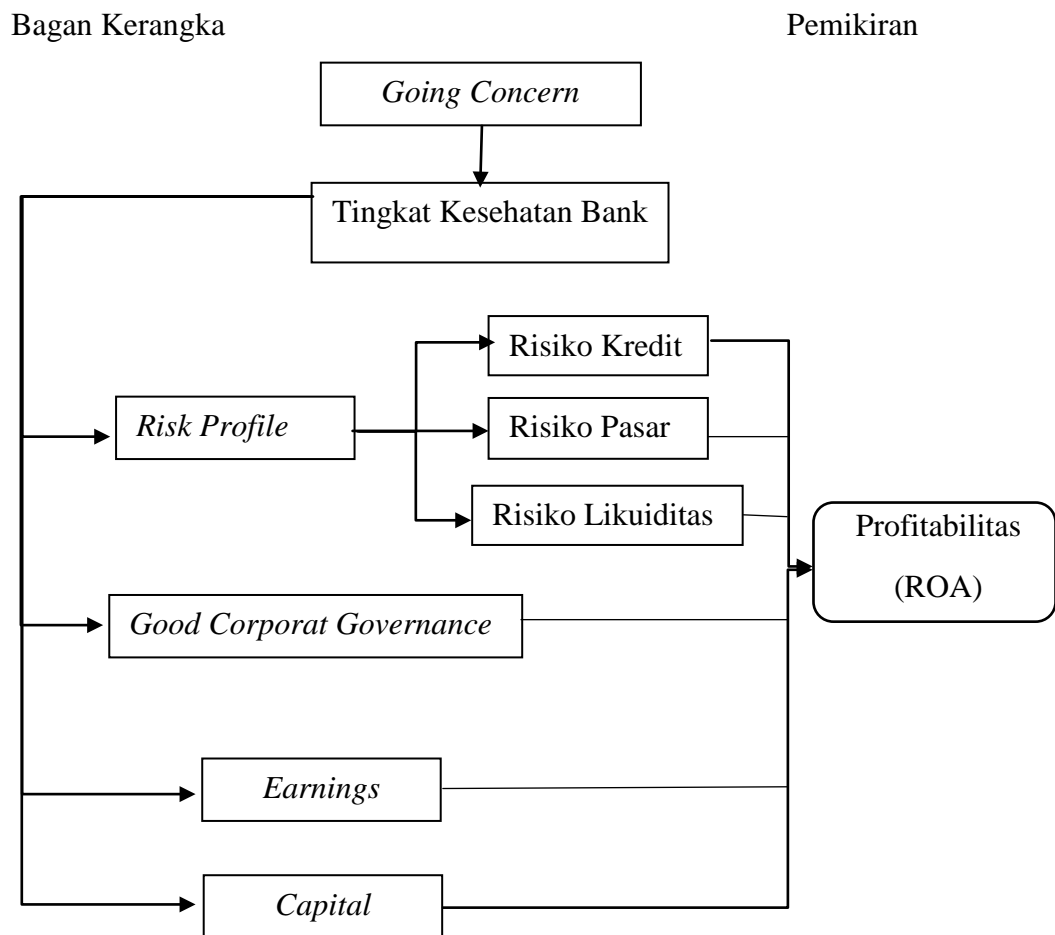 Bagan Kerangka Pemikiran
Going Concern
Tingkat Kesehatan Bank
Risiko Kredit
Risk Profile
Risiko Pasar
Risiko Likuiditas
Profitabilitas
(ROA)
Good Corporat Governance
Earnings
Capital